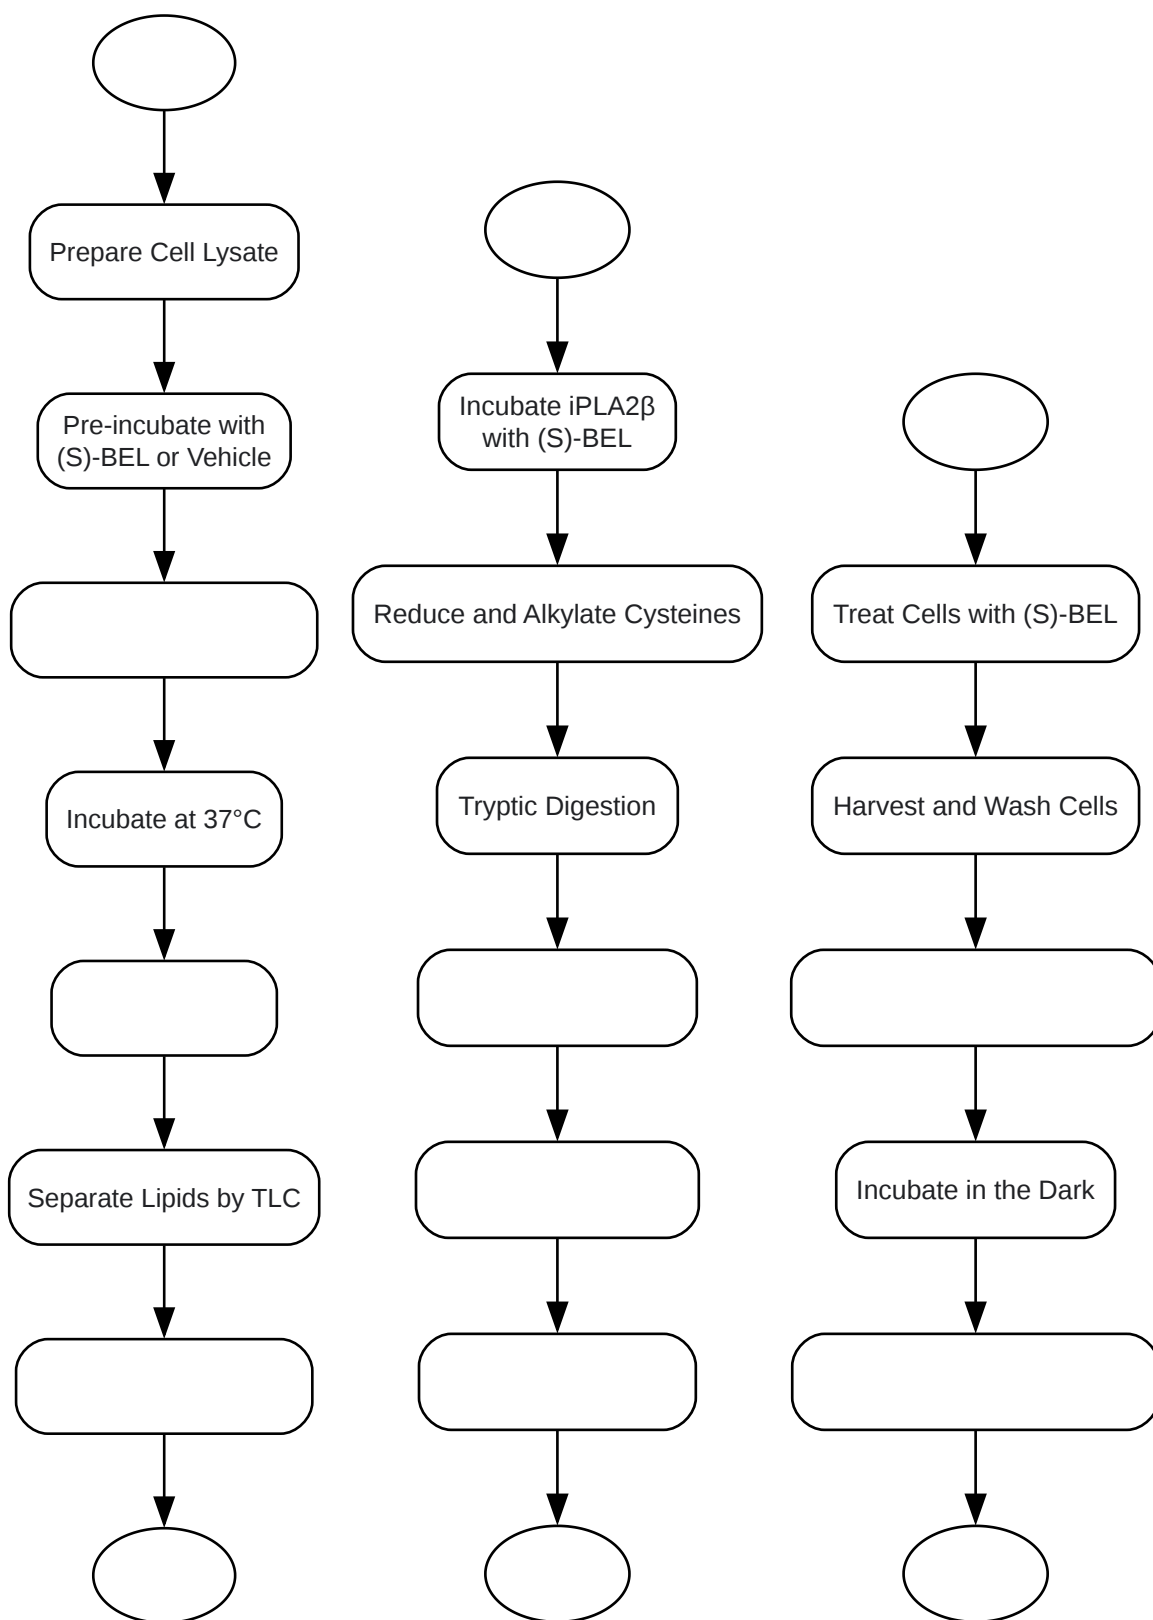 Prepare Cell Lysate
Pre-incubate with
(S)-BEL or Vehicle
Incubate at 37°C
Separate Lipids by TLC
Incubate iPLA2β
with (S)-BEL
Reduce and Alkylate Cysteines
Tryptic Digestion
Treat Cells with (S)-BEL
Harvest and Wash Cells
Incubate in the Dark